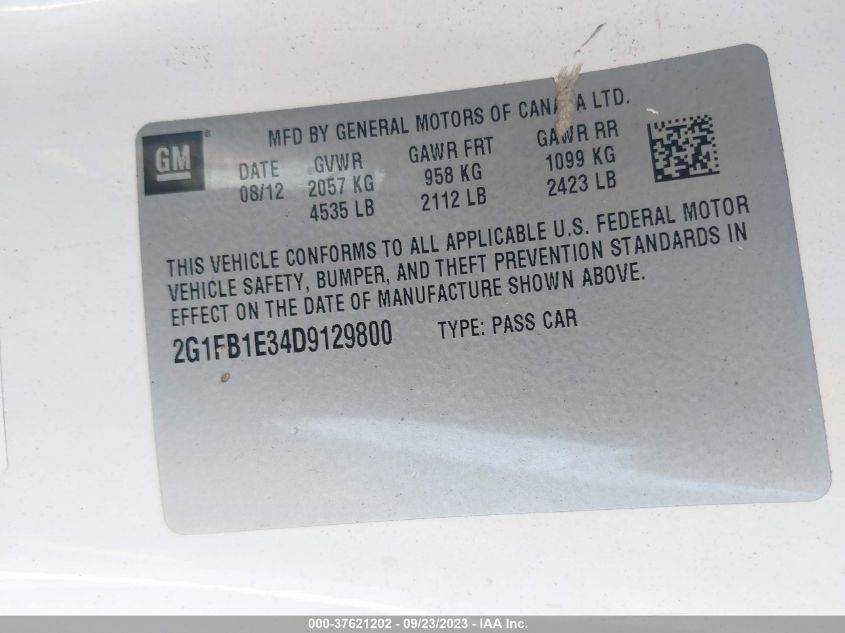 GM ®
MFD BY GENERAL MOTORS OF CANADA LTD.
DATE GVWR GAWR FRT GAWR RR
08/12 2057 KG 958 KG 1099 KG
4535 LB 2112 LB 2423 LB
THIS VEHICLE CONFORMS TO ALL APPLICABLE U.S. FEDERAL MOTOR
VEHICLE SAFETY, BUMPER, AND THEFT PREVENTION STANDARDS IN
EFFECT ON THE DATE OF MANUFACTURE SHOWN ABOVE.
2G1FB1E34D9129800 TYPE: PASS CAR
000-37621202 - 09/23/2023 - IAA Inc.